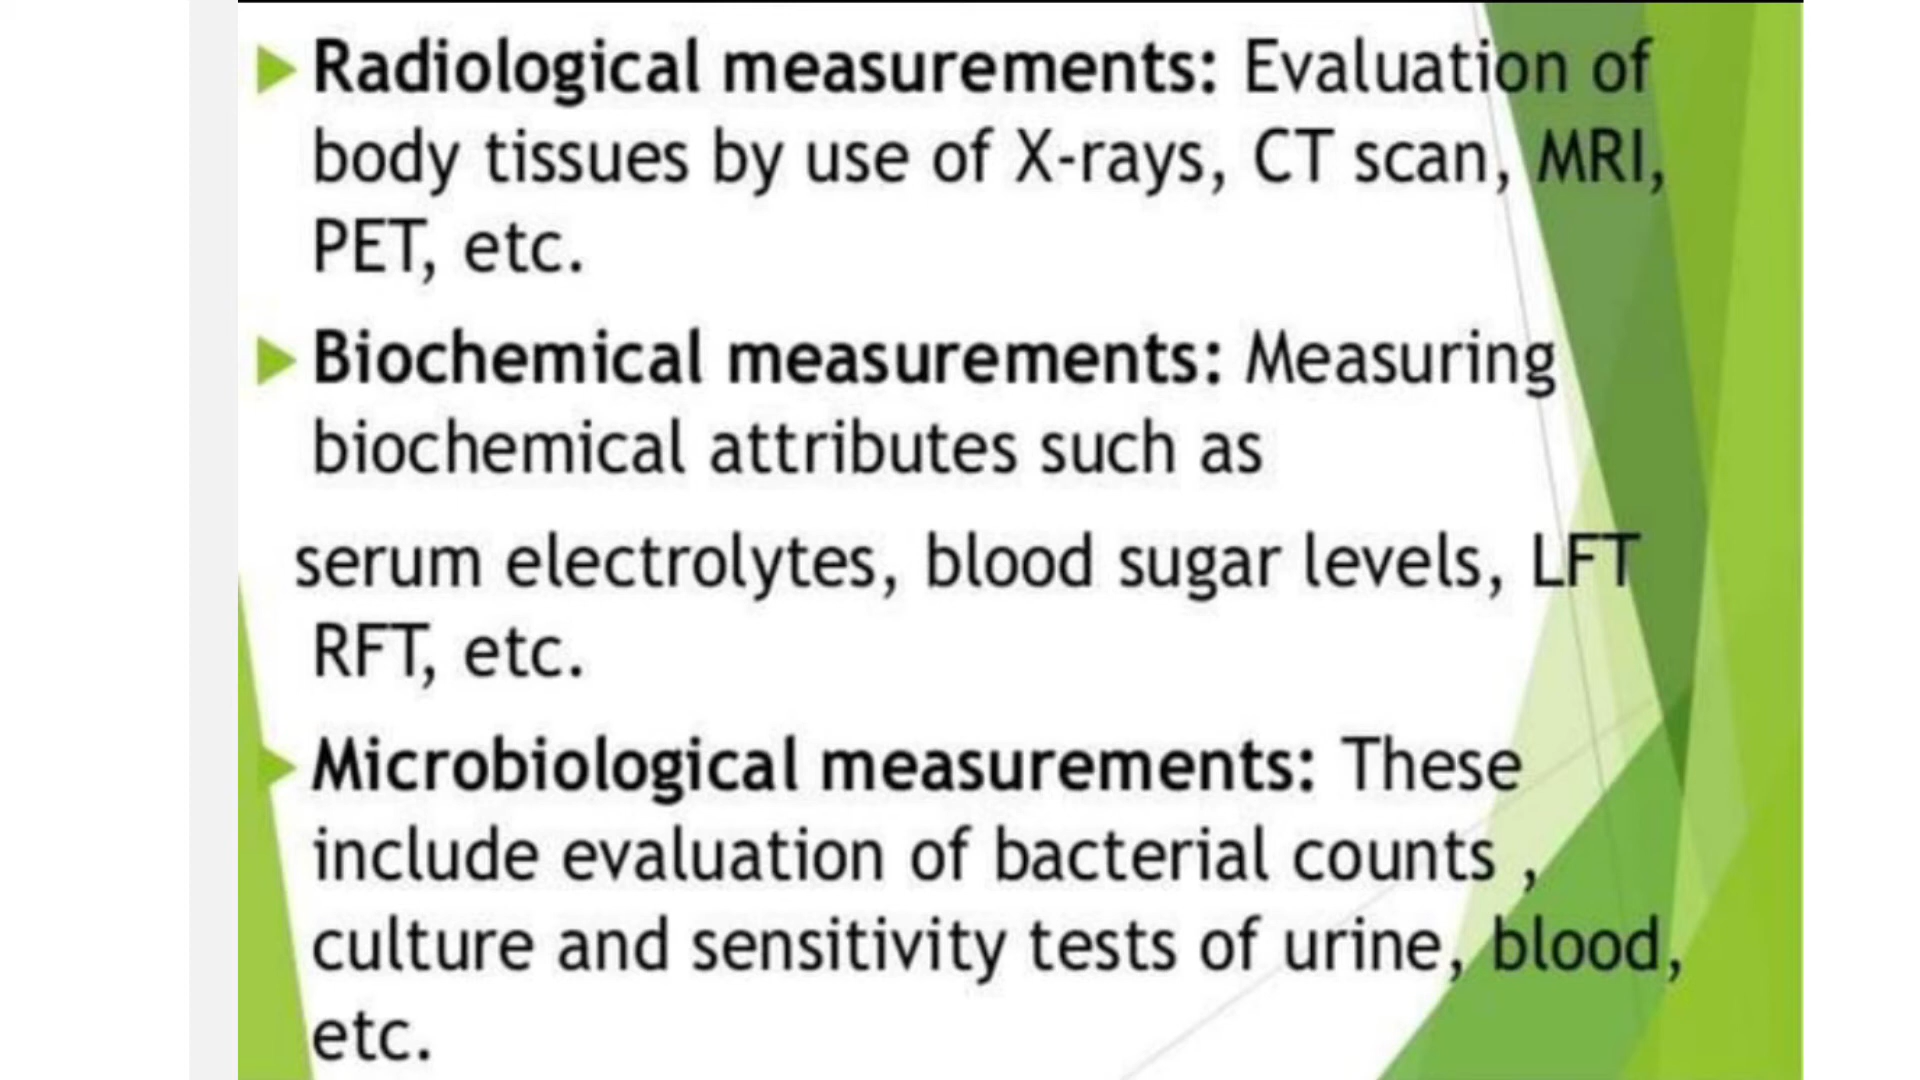 Radiological measurements: Evaluation of
body tissues by use of X-rays, CT scan, MRI,
PET, etc.
Biochemical measurements: Measuring
biochemical attributes such as
serum electrolytes, blood sugar levels, LFT
RFT, etc.
Microbiological measurements: These
include evaluation of bacterial counts ,
culture and sensitivity tests of urine, blood,
etc.